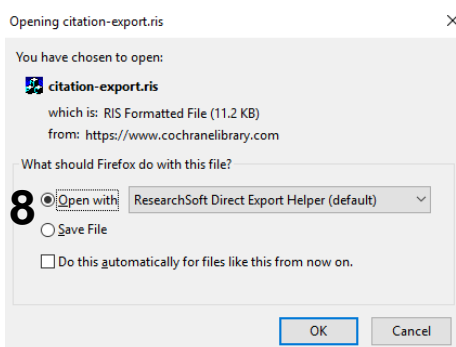 Opening citation-export.ris
You have chosen to open:
citation-export.ris
which is: RIS Formatted File (11.2 KB)
from: https://www.cochranelibrary.com
What should Firefox do with this file?
8 Open with ResearchSoft Direct Export Helper (default)
Save File
Do this automatically for files like this from now on.
OK Cancel